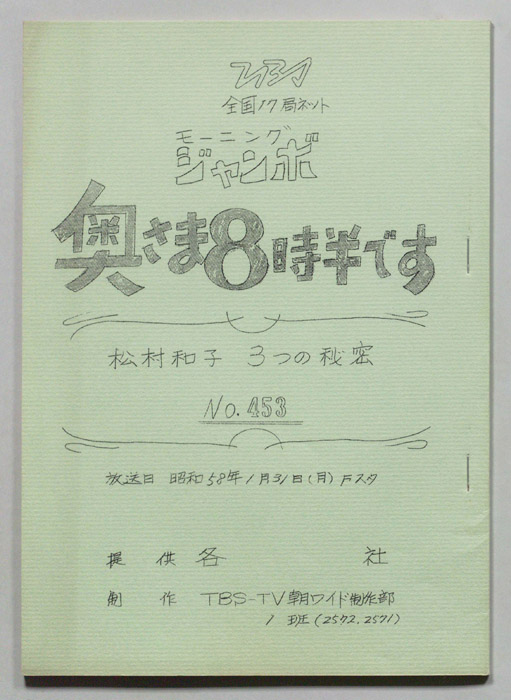 TBS
全国17局ネット
モーニング
ジャンボ
奥さま8時半です
松村和子 3つの秘密
No. 453
放送日 昭和58年1月31日(月) Fスタ
提供 各社
制作 TBS-TV朝ワイド制作部
1班(2572, 2571)